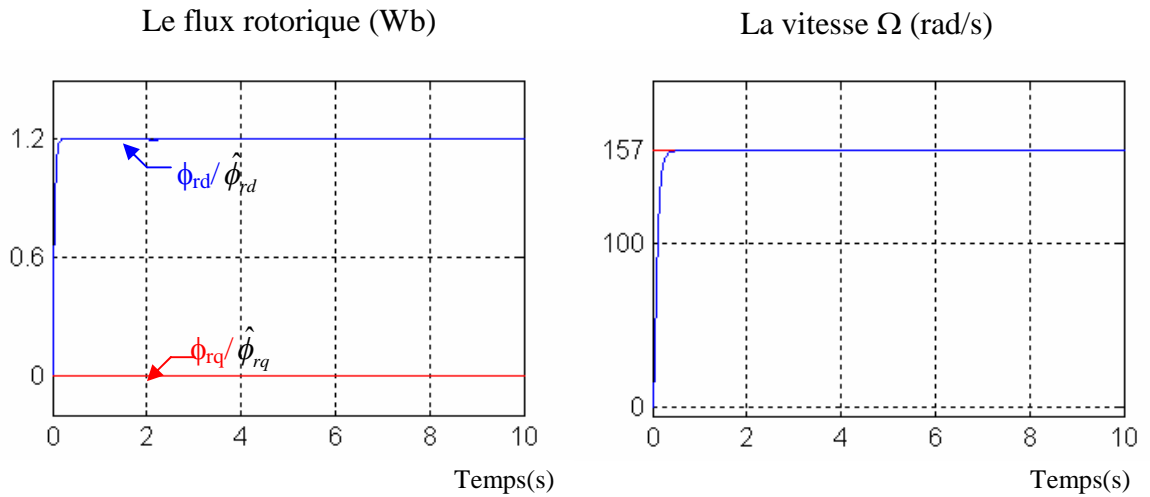 Le flux rotorique (Wb)
1.2
0.6
0
ϕrd/ ϕ̂rd
ϕrq/ ϕ̂rq
0 2 4 6 8 10
Temps(s)
La vitesse Ω (rad/s)
157
100
0
0 2 4 6 8 10
Temps(s)